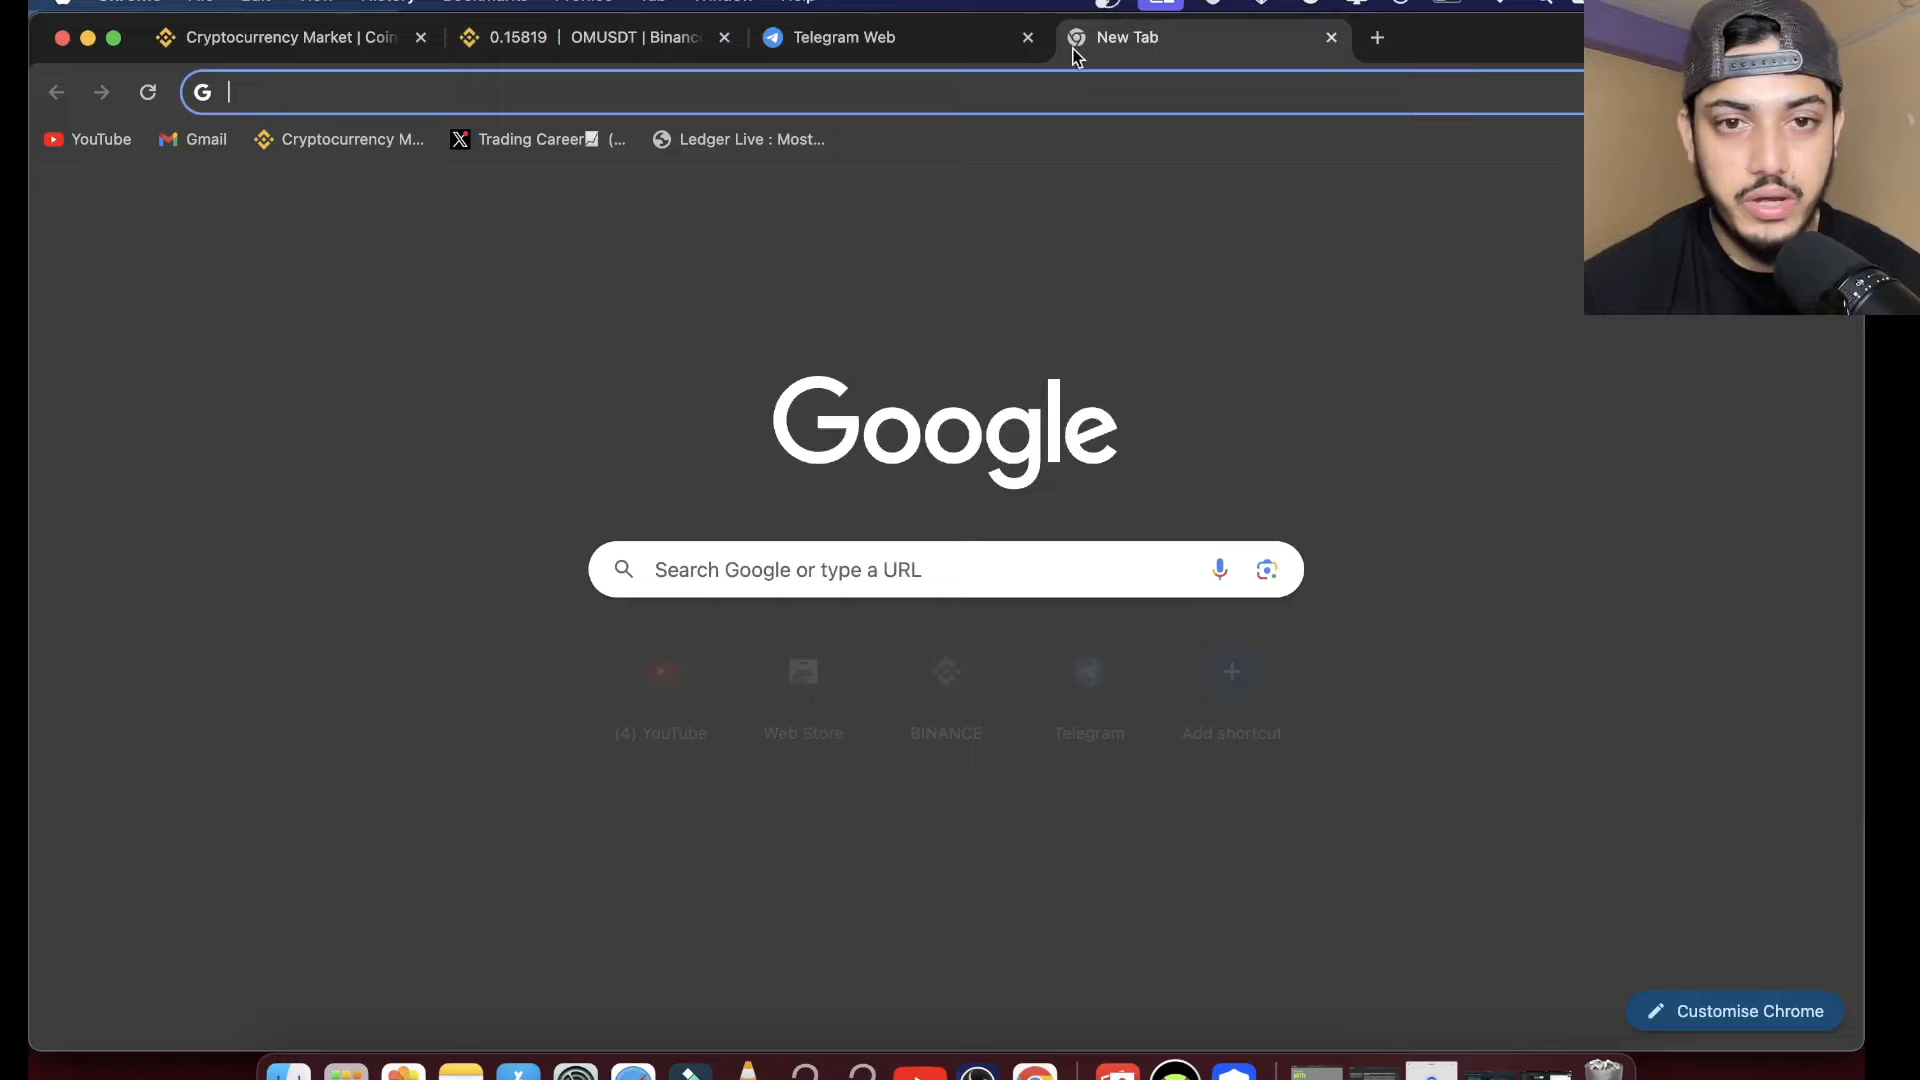 Cryptocurrency Market | Coin
0.15819 | OMUSDT | Binanc
Telegram Web
New Tab
G
YouTube
Gmail
Cryptocurrency M...
Trading Career📈 (...
Ledger Live : Most...
Google
Search Google or type a URL
(4) YouTube
Web Store
BINANCE
Telegram
Add shortcut
Customise Chrome